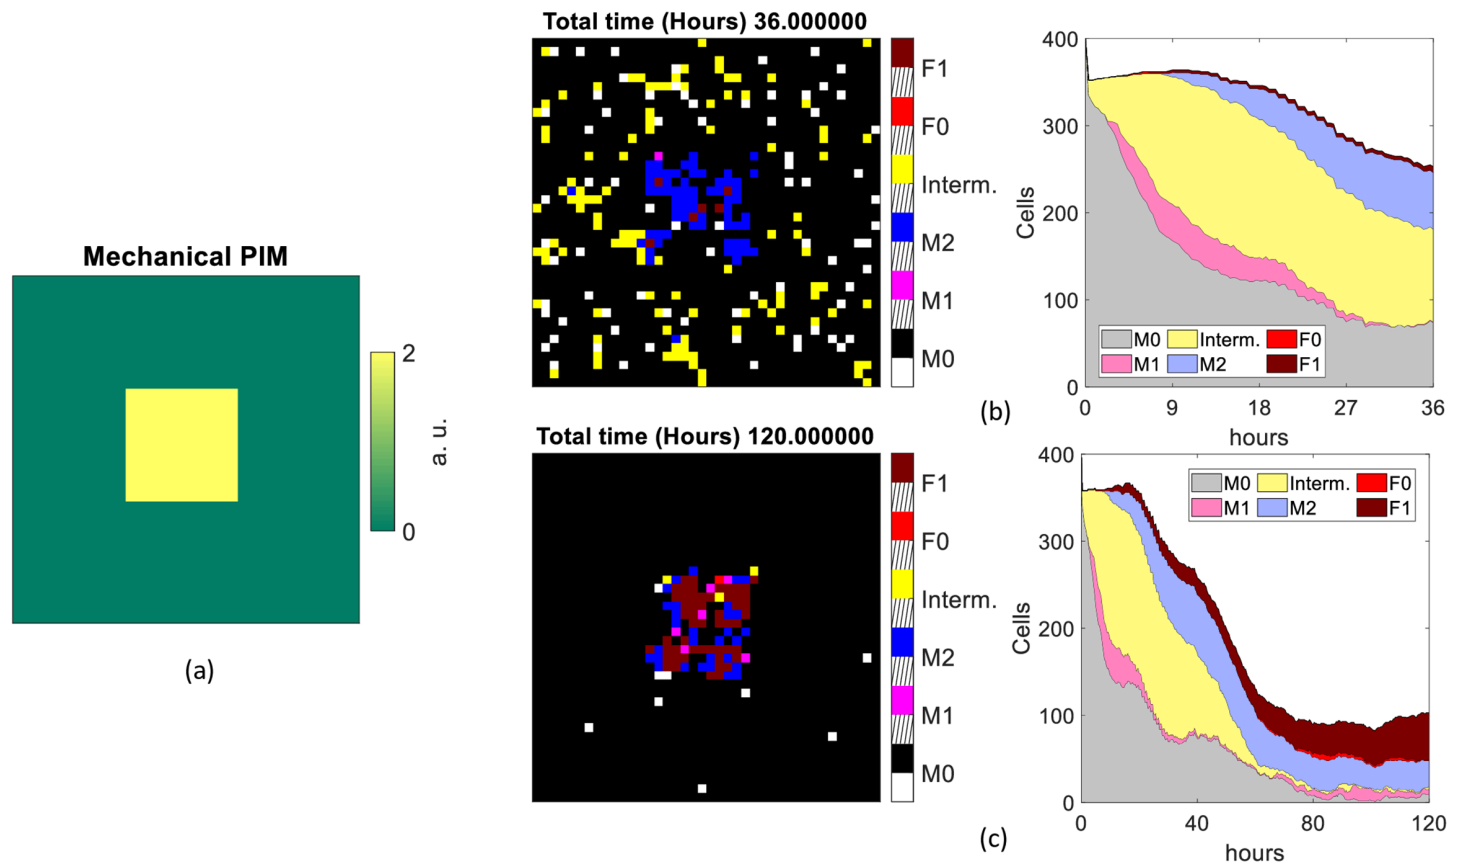 Mechanical PIM
2
0
a. u.
(a)
Total time (Hours) 36.000000
F1
F0
Interm.
M2
M1
M0
400
300
200
100
0
Cells
M0 Interm. F0
M1 M2 F1
0 9 18 27 36
hours
(b)
Total time (Hours) 120.000000
F1
F0
Interm.
M2
M1
M0
400
300
200
100
0
Cells
M0 Interm. F0
M1 M2 F1
0 40 80 120
hours
(c)